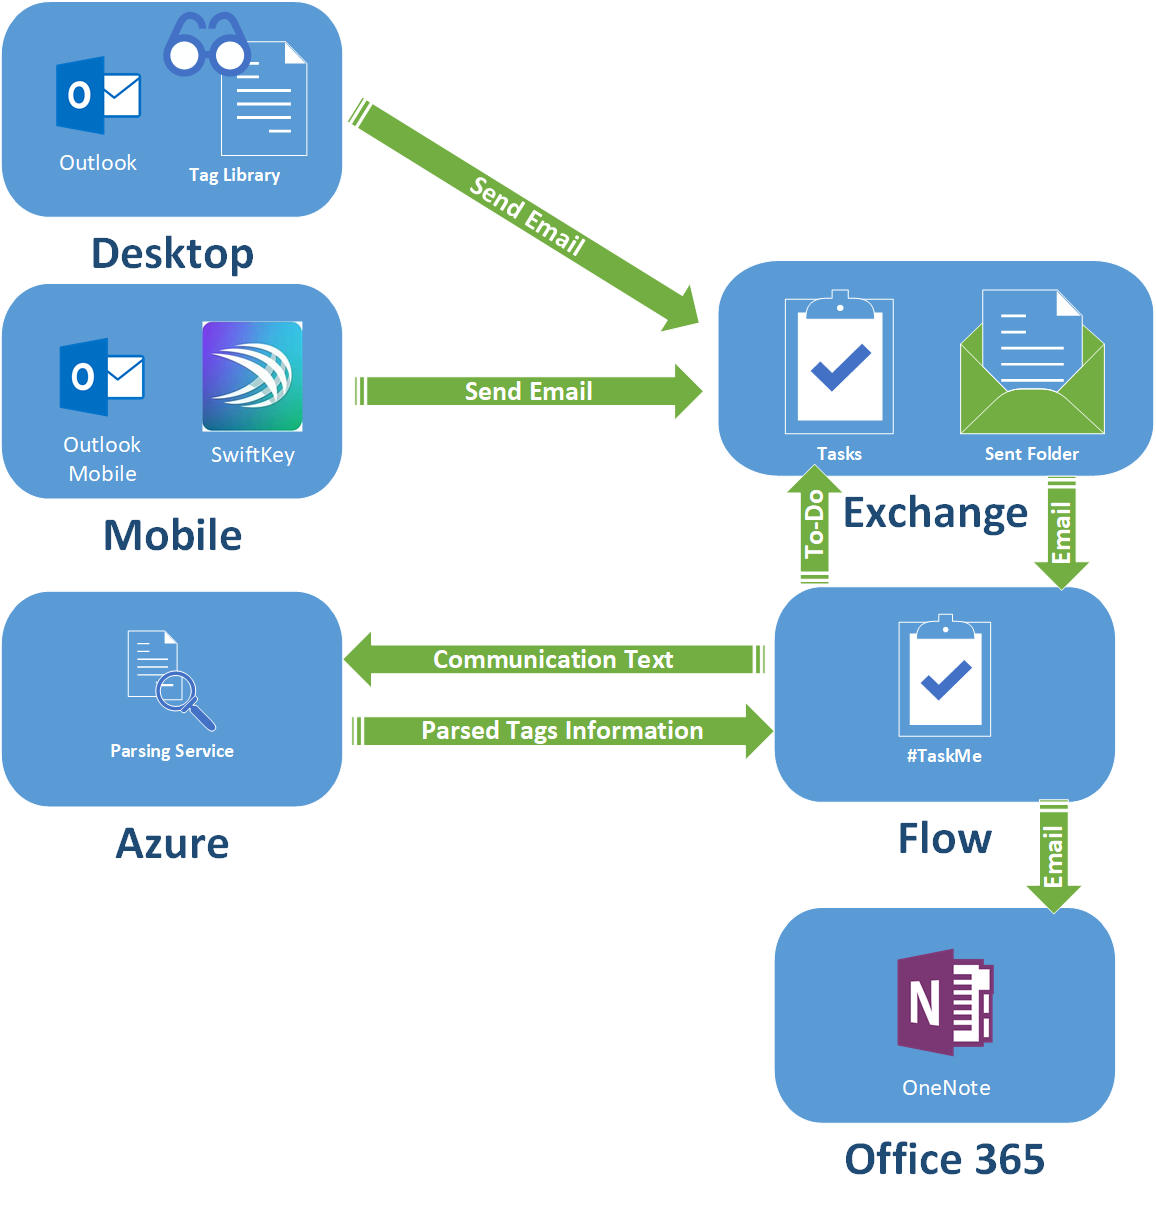 O
Outlook
Tag Library
Desktop
Send Email
O
Outlook
Mobile
SwiftKey
Mobile
Send Email
Tasks
Sent Folder
Exchange
To-Do
Email
Communication Text
Parsed Tags Information
Parsing Service
Azure
#TaskMe
Flow
Email
N
OneNote
Office 365